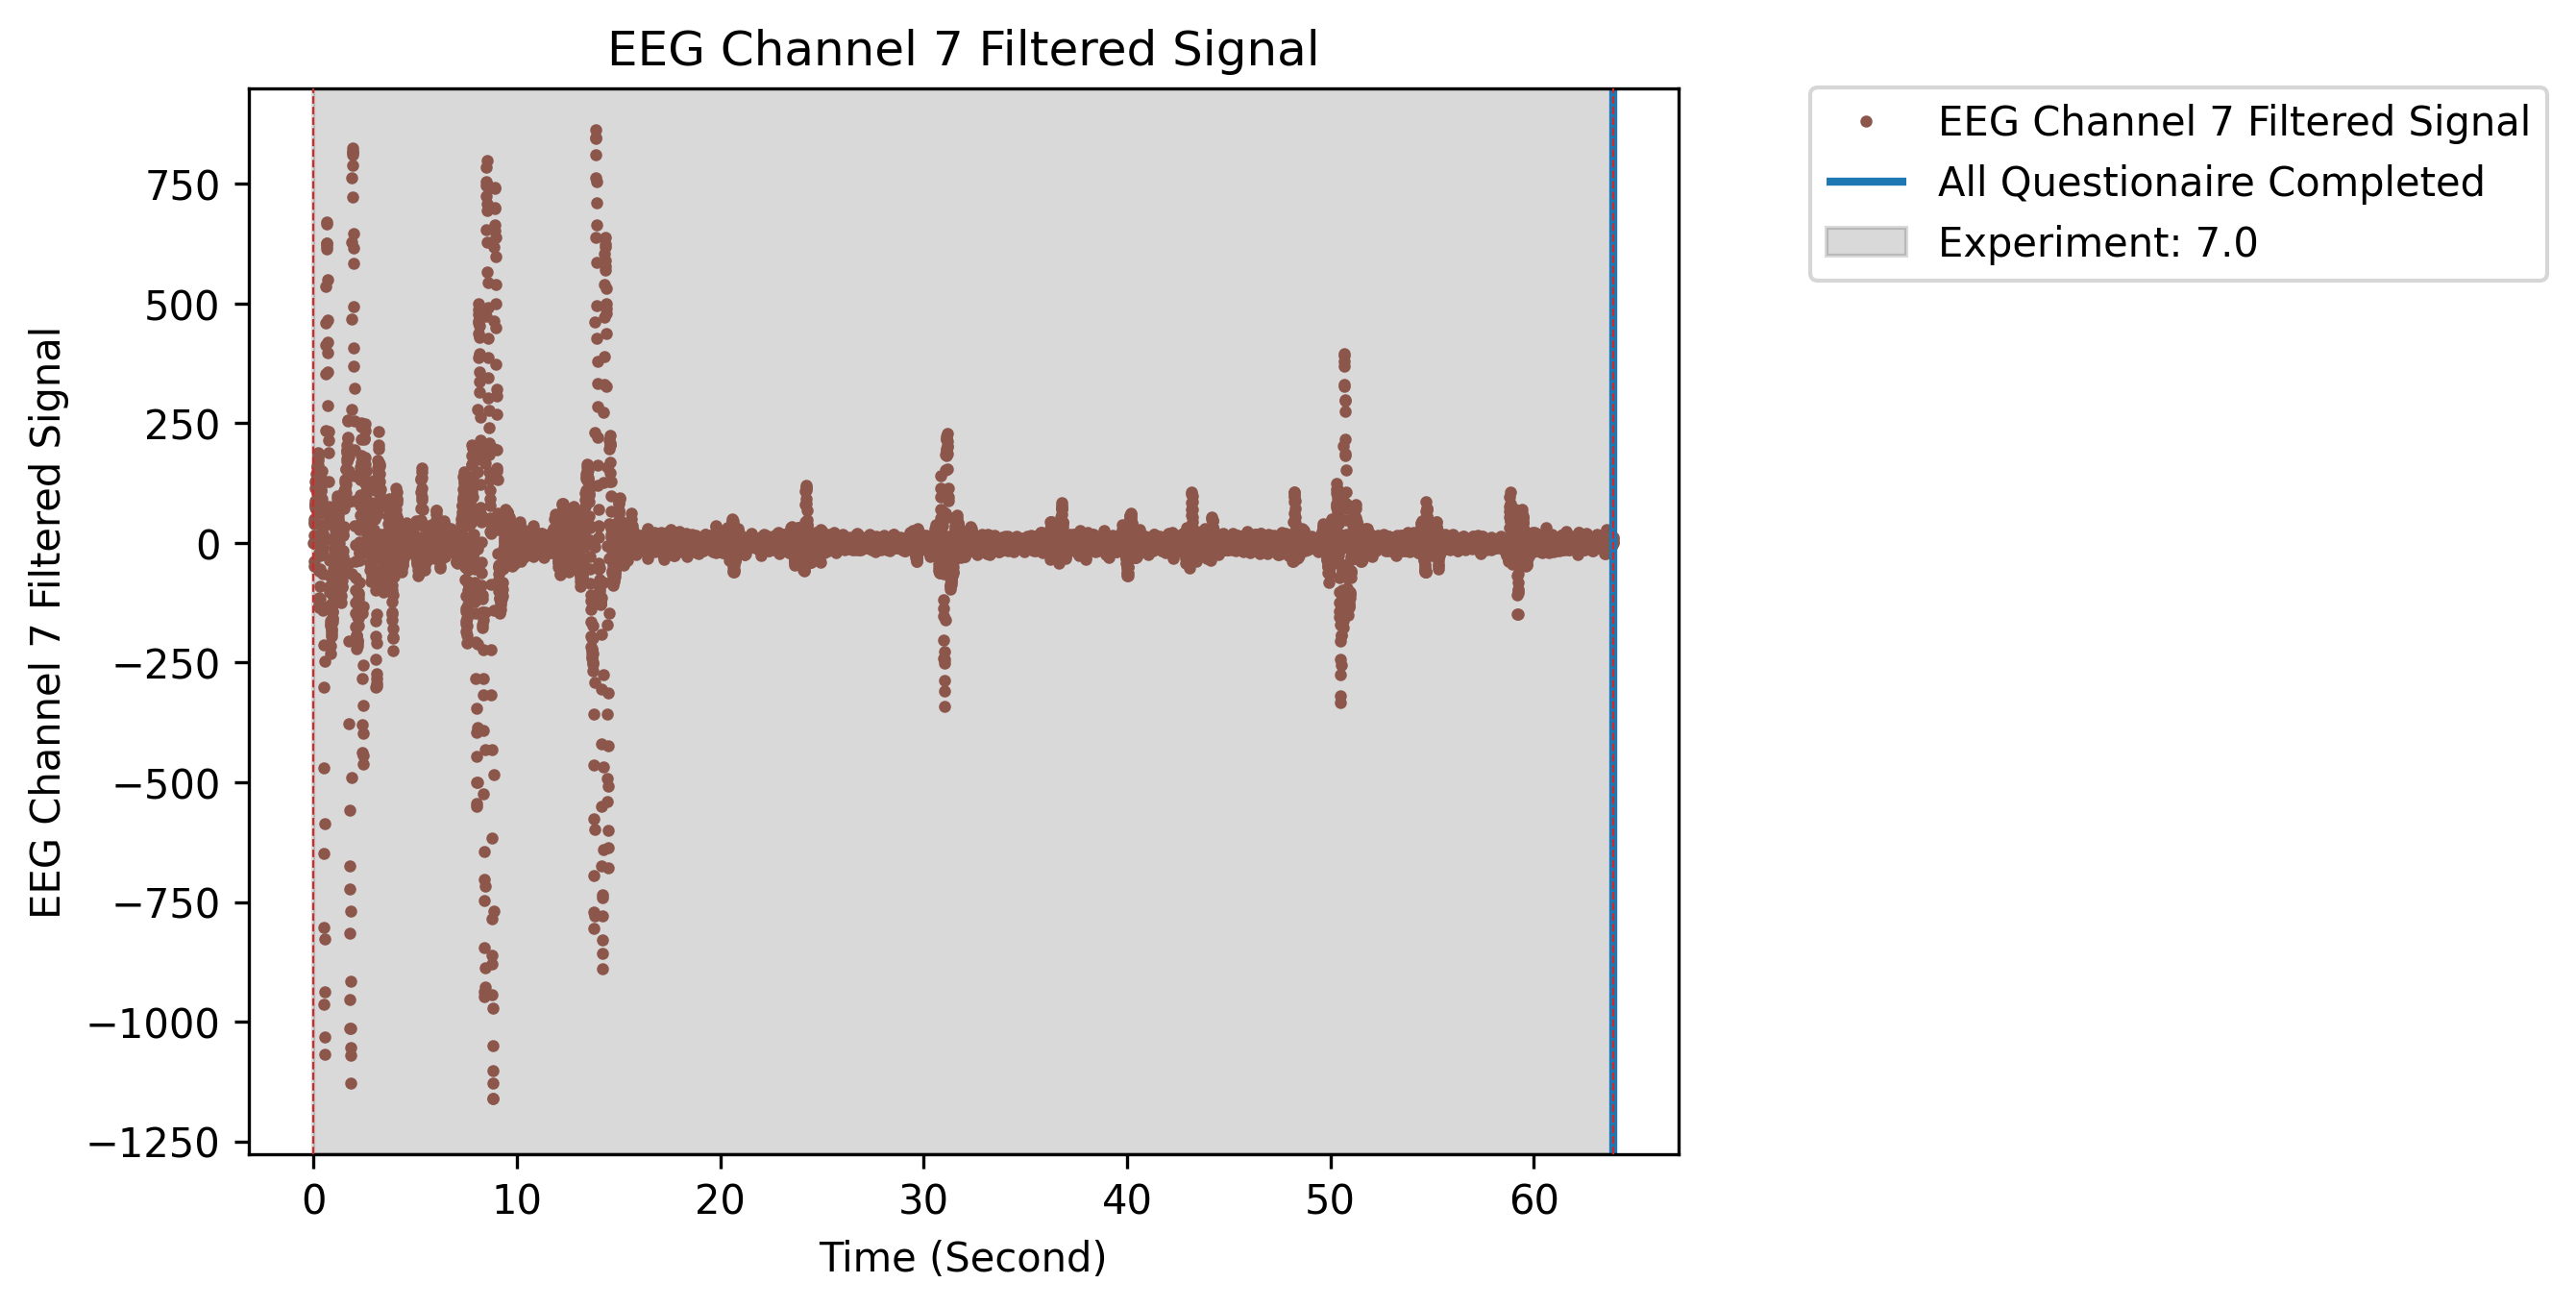 EEG Channel 7 Filtered Signal
EEG Channel 7 Filtered Signal
All Questionaire Completed
Experiment: 7.0
EEG Channel 7 Filtered Signal
750
500
250
0
−250
−500
−750
−1000
−1250
0 10 20 30 40 50 60
Time (Second)